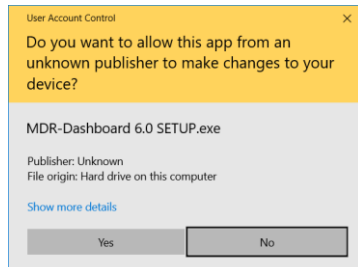 User Account Control
Do you want to allow this app from an
unknown publisher to make changes to your
device?
MDR-Dashboard 6.0 SETUP.exe
Publisher: Unknown
File origin: Hard drive on this computer
Show more details
Yes
No